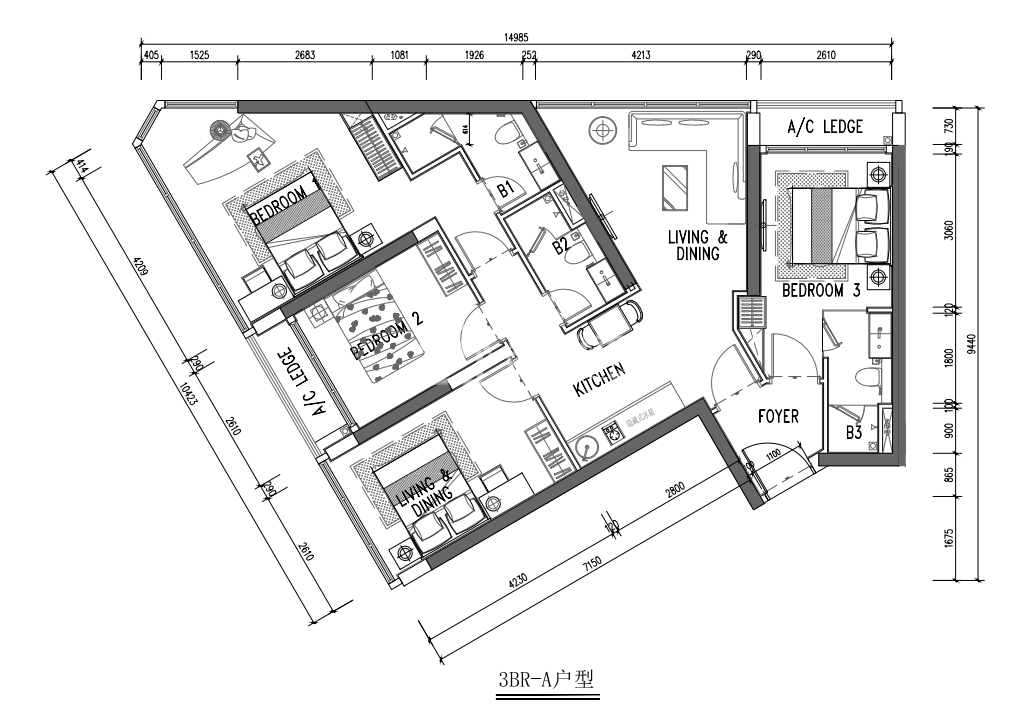 14985
405 1525 2683 1081 1926 252 4213 290 2610
A/C LEDGE
730
190
3060
120
1800
100
900
865
1675
9440
614
B1
B2
BEDROOM 1
LIVING &
DINING
BEDROOM 3
BEDROOM 2
A/C LEDGE
KITCHEN
FOYER
B3
LIVING &
DINING
414
4209
290
10423
2610
290
2610
1100
2800
120
4230
7150
3BR-A户型